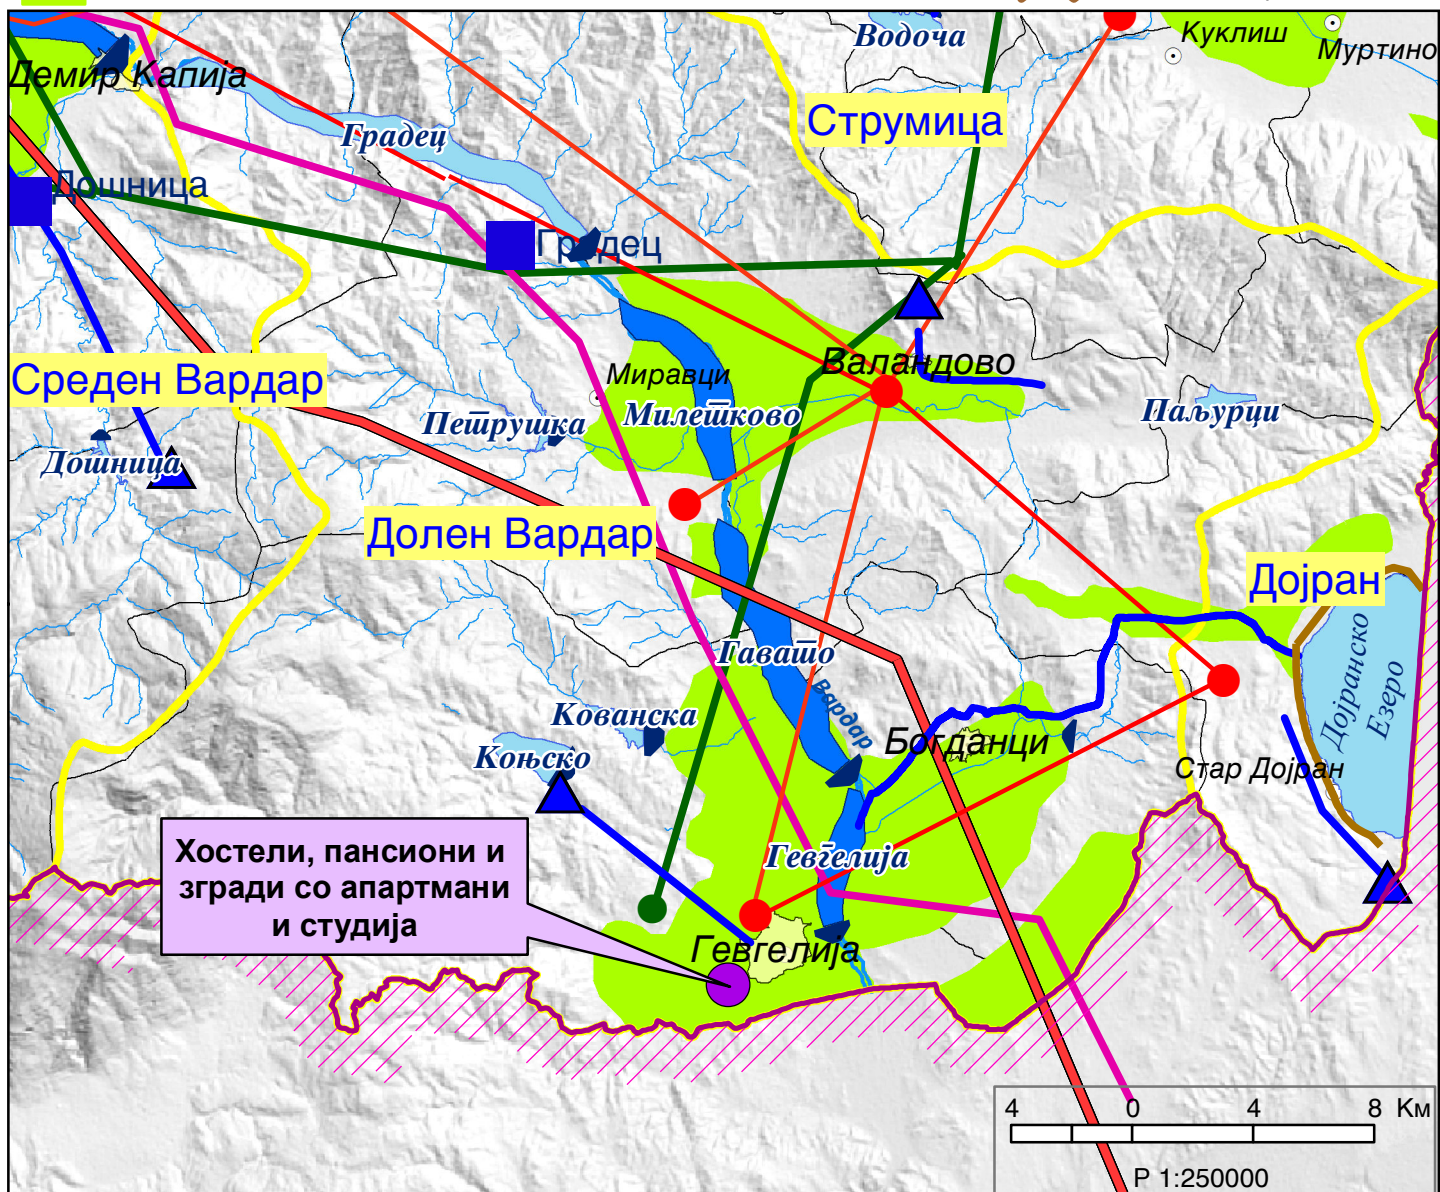 Водоча
Куклиш
Муртино
Демир Капија
Струмица
Градец
Дошница
Градец
Валандово
Среден Вардар
Миравци
Милешково
Паљурци
Петрушка
Дошница
Долен Вардар
Дојран
Гавато
Дојранско
Езеро
Вардар
Кованска
Богданци
Коњско
Стар Дојран
Хостели, пансиони и
згради со апартмани
и студија
Гевгелија
Гевгелија
4 0 4 8 Км
Р 1:250000